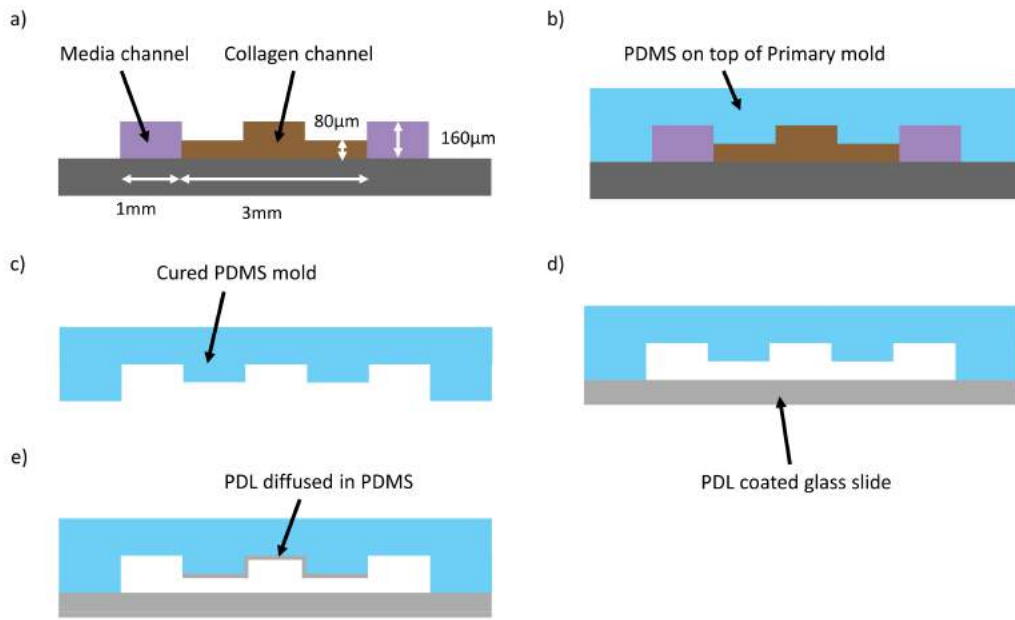 a)
Media channel
Collagen channel
80μm
160μm
1mm
3mm
b)
PDMS on top of Primary mold
c)
Cured PDMS mold
d)
PDL coated glass slide
e)
PDL diffused in PDMS